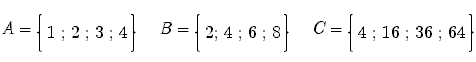 A = { 1 ; 2 ; 3 ; 4 } B = { 2; 4 ; 6 ; 8 } C = { 4 ; 16 ; 36 ; 64 }